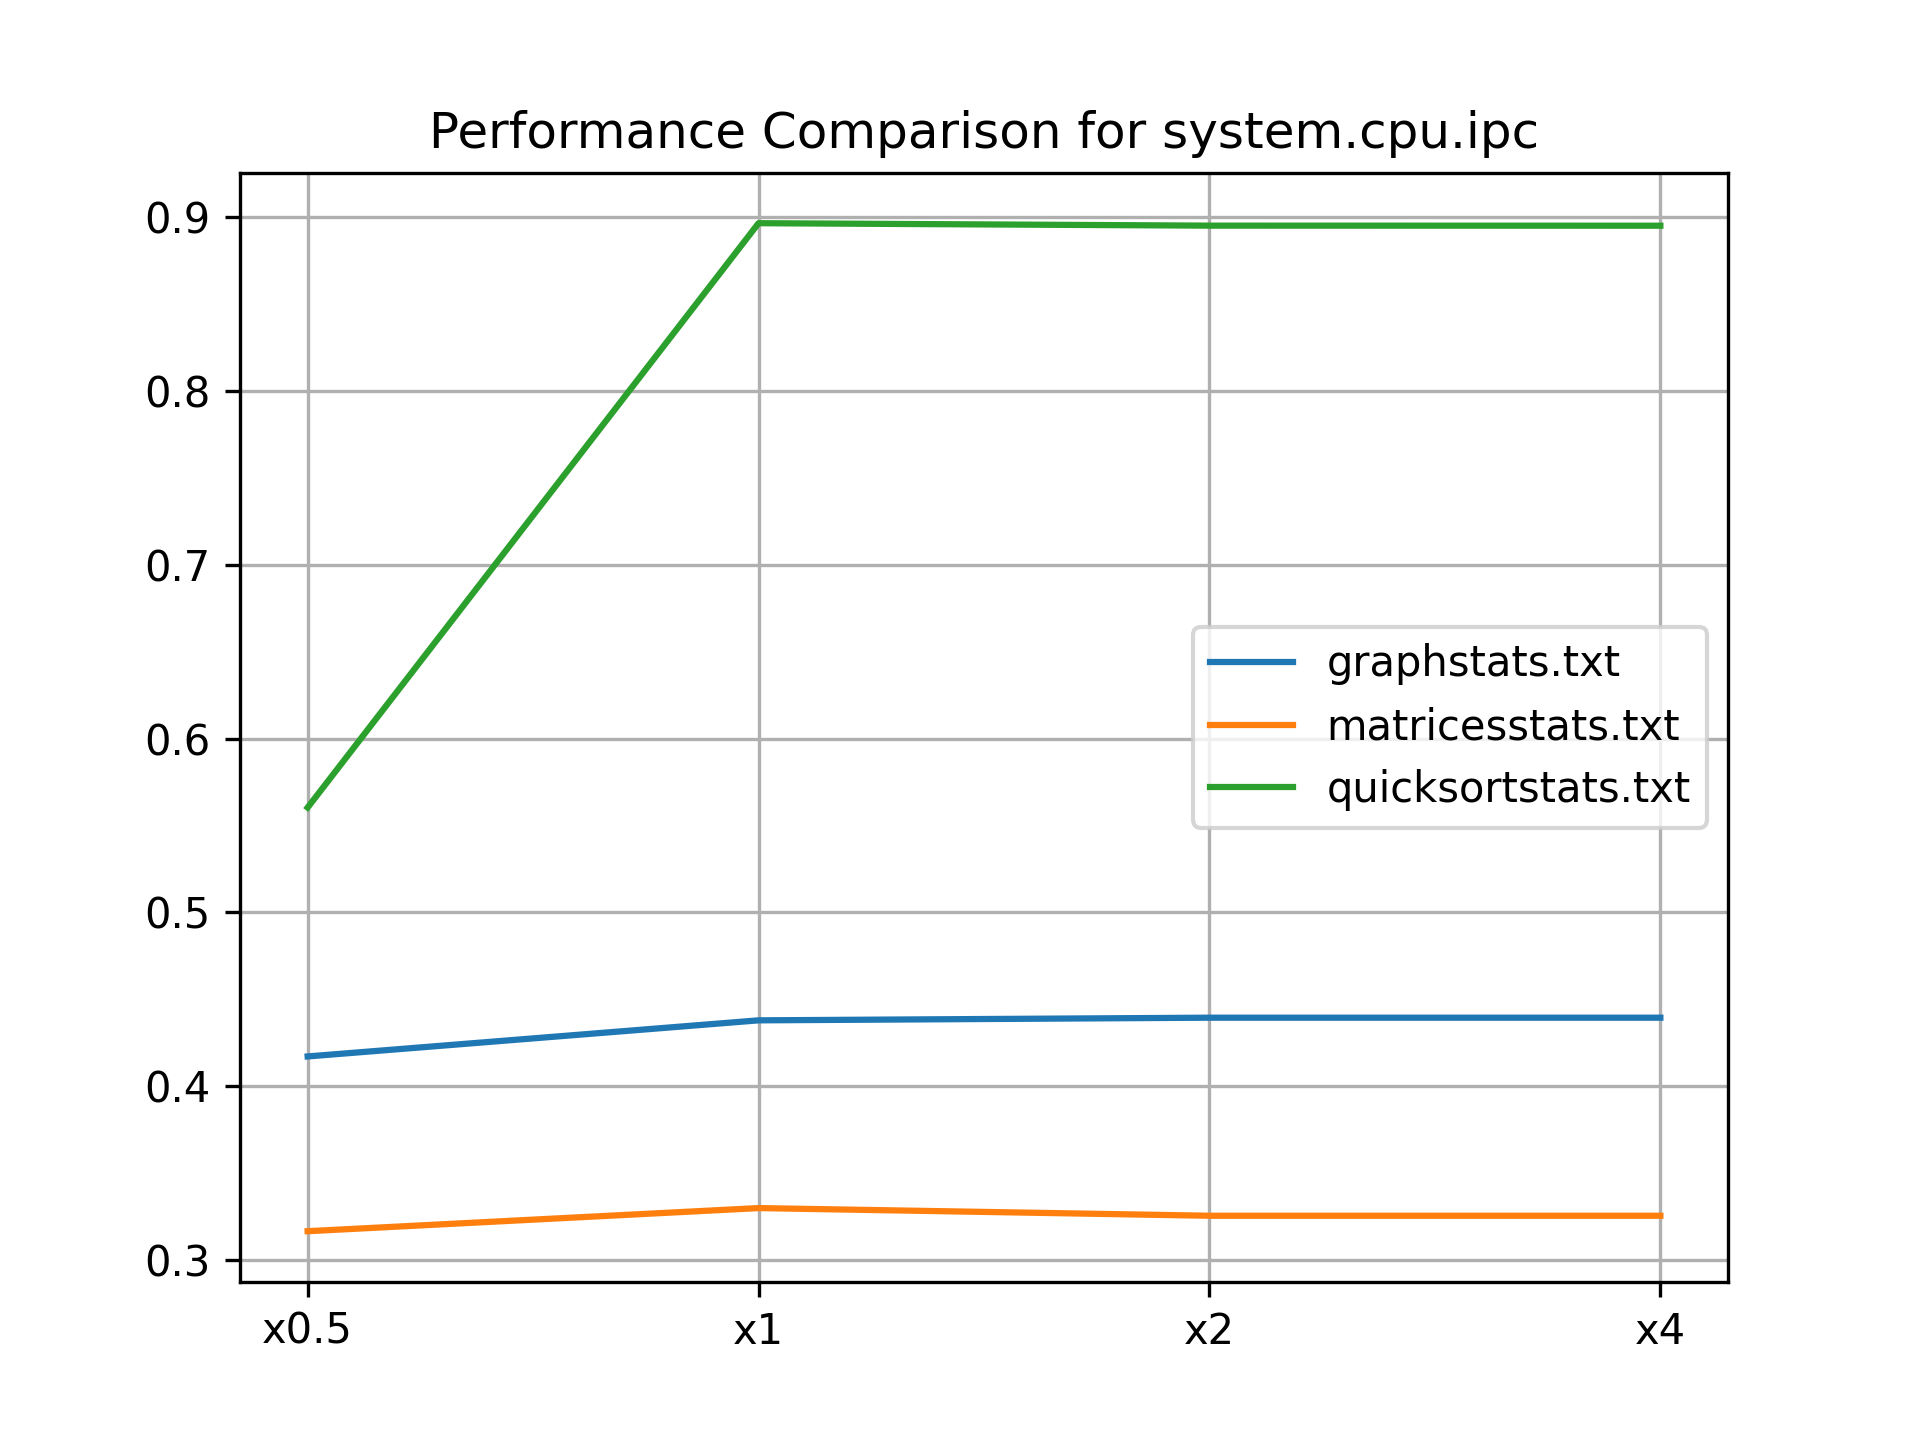 Performance Comparison for system.cpu.ipc
0.9
0.8
0.7
0.6
0.5
0.4
0.3
graphstats.txt
matricesstats.txt
quicksortstats.txt
x0.5 x1 x2 x4